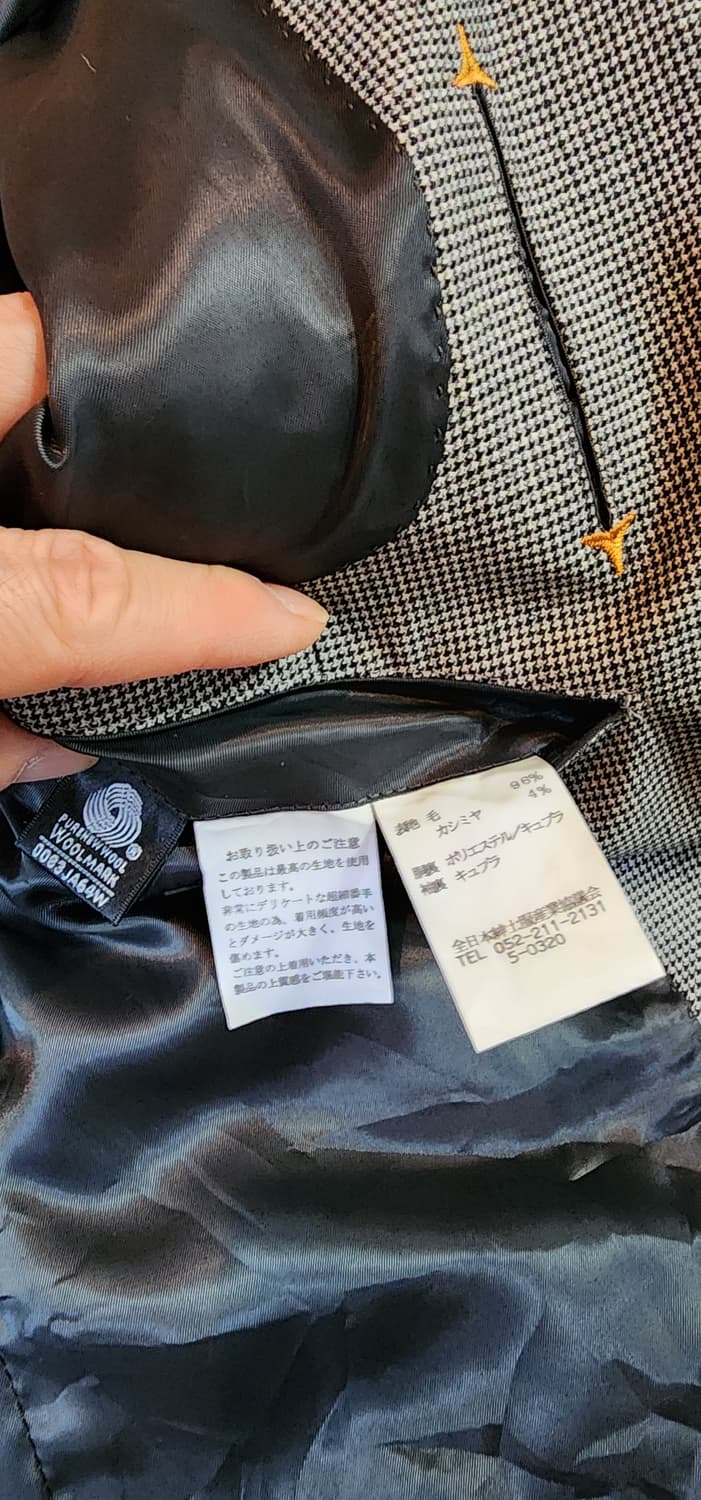 PURE NEW WOOL
WOOLMARK
0083JA64W
お取り扱い上のご注意
この製品は最高の生地を使用
しております。
非常にデリケートな超細番手
の生地の為、着用頻度が高い
とダメージが大きく、生地を
傷めます。
ご注意の上着用いただき、本
製品の上質感をご堪能下さい。
表地 毛 96%
カシミヤ 4%
胴裏 ポリエステル/キュプラ
袖裏 キュプラ
全日本紳士服産業協議会
TEL 052-211-2131
5-0320